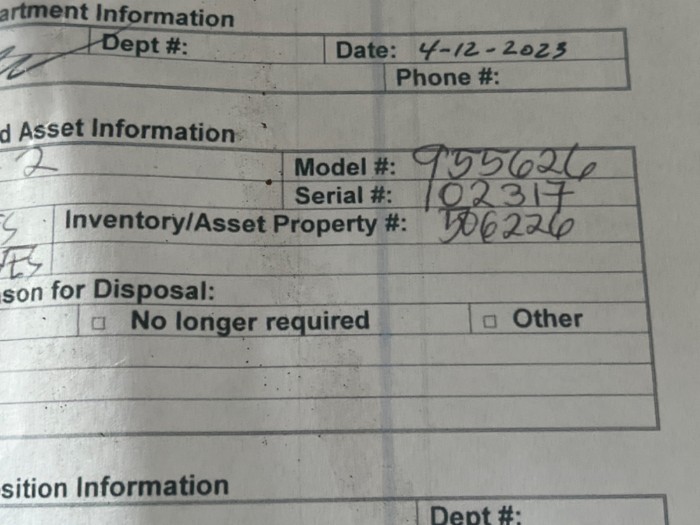 artment Information
Dept #: Date: 4-12-2023
Phone #:
d Asset Information
2 Model #: 955626
Serial #: 102317
S Inventory/Asset Property #: 506226
ES
son for Disposal:
□ No longer required □ Other
sition Information
Dept #: